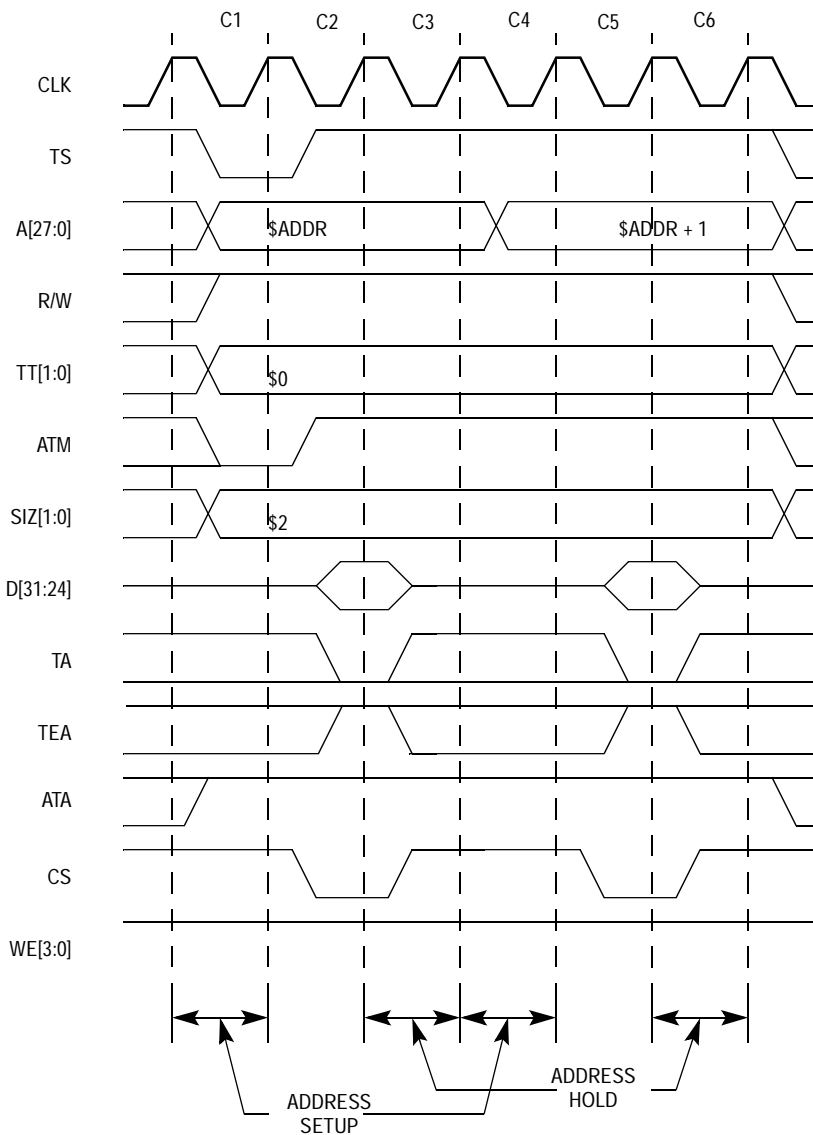 C1 C2 C3 C4 C5 C6
CLK
TS
A[27:0] $ADDR $ADDR + 1
R/W
TT[1:0] $0
ATM
SIZ[1:0] $2
D[31:24]
TA
TEA
ATA
CS
WE[3:0]
ADDRESS
SETUP
ADDRESS
HOLD